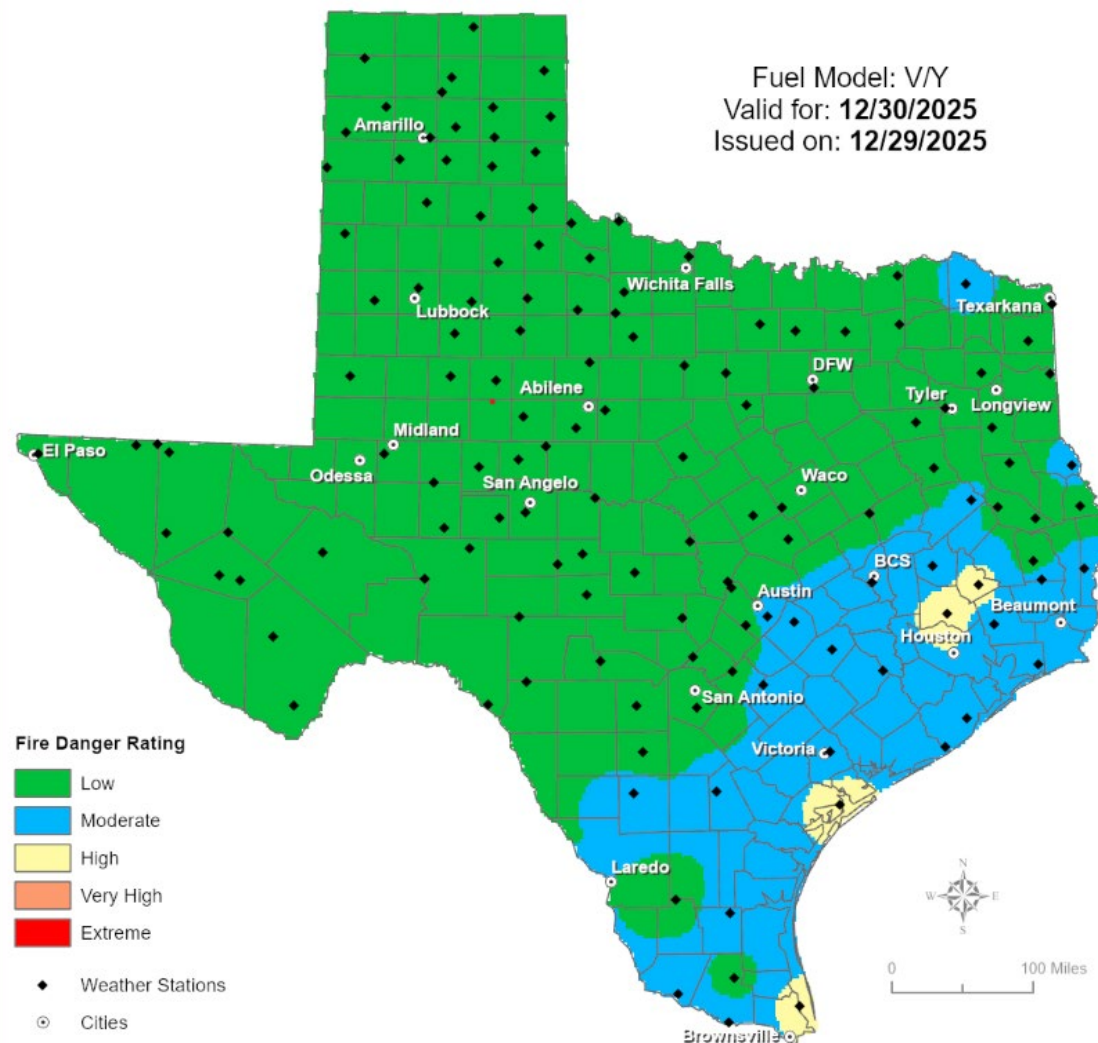 Fuel Model: V/Y
Valid for: 12/30/2025
Issued on: 12/29/2025
Amarillo
Wichita Falls
Lubbock
Texarkana
DFW
Abilene
Tyler
Longview
Midland
El Paso
Odessa
San Angelo
Waco
BCS
Austin
Beaumont
Houston
San Antonio
Victoria
Laredo
Brownsville
Fire Danger Rating
Low
Moderate
High
Very High
Extreme
Weather Stations
Cities
N
W E
S
0 100 Miles